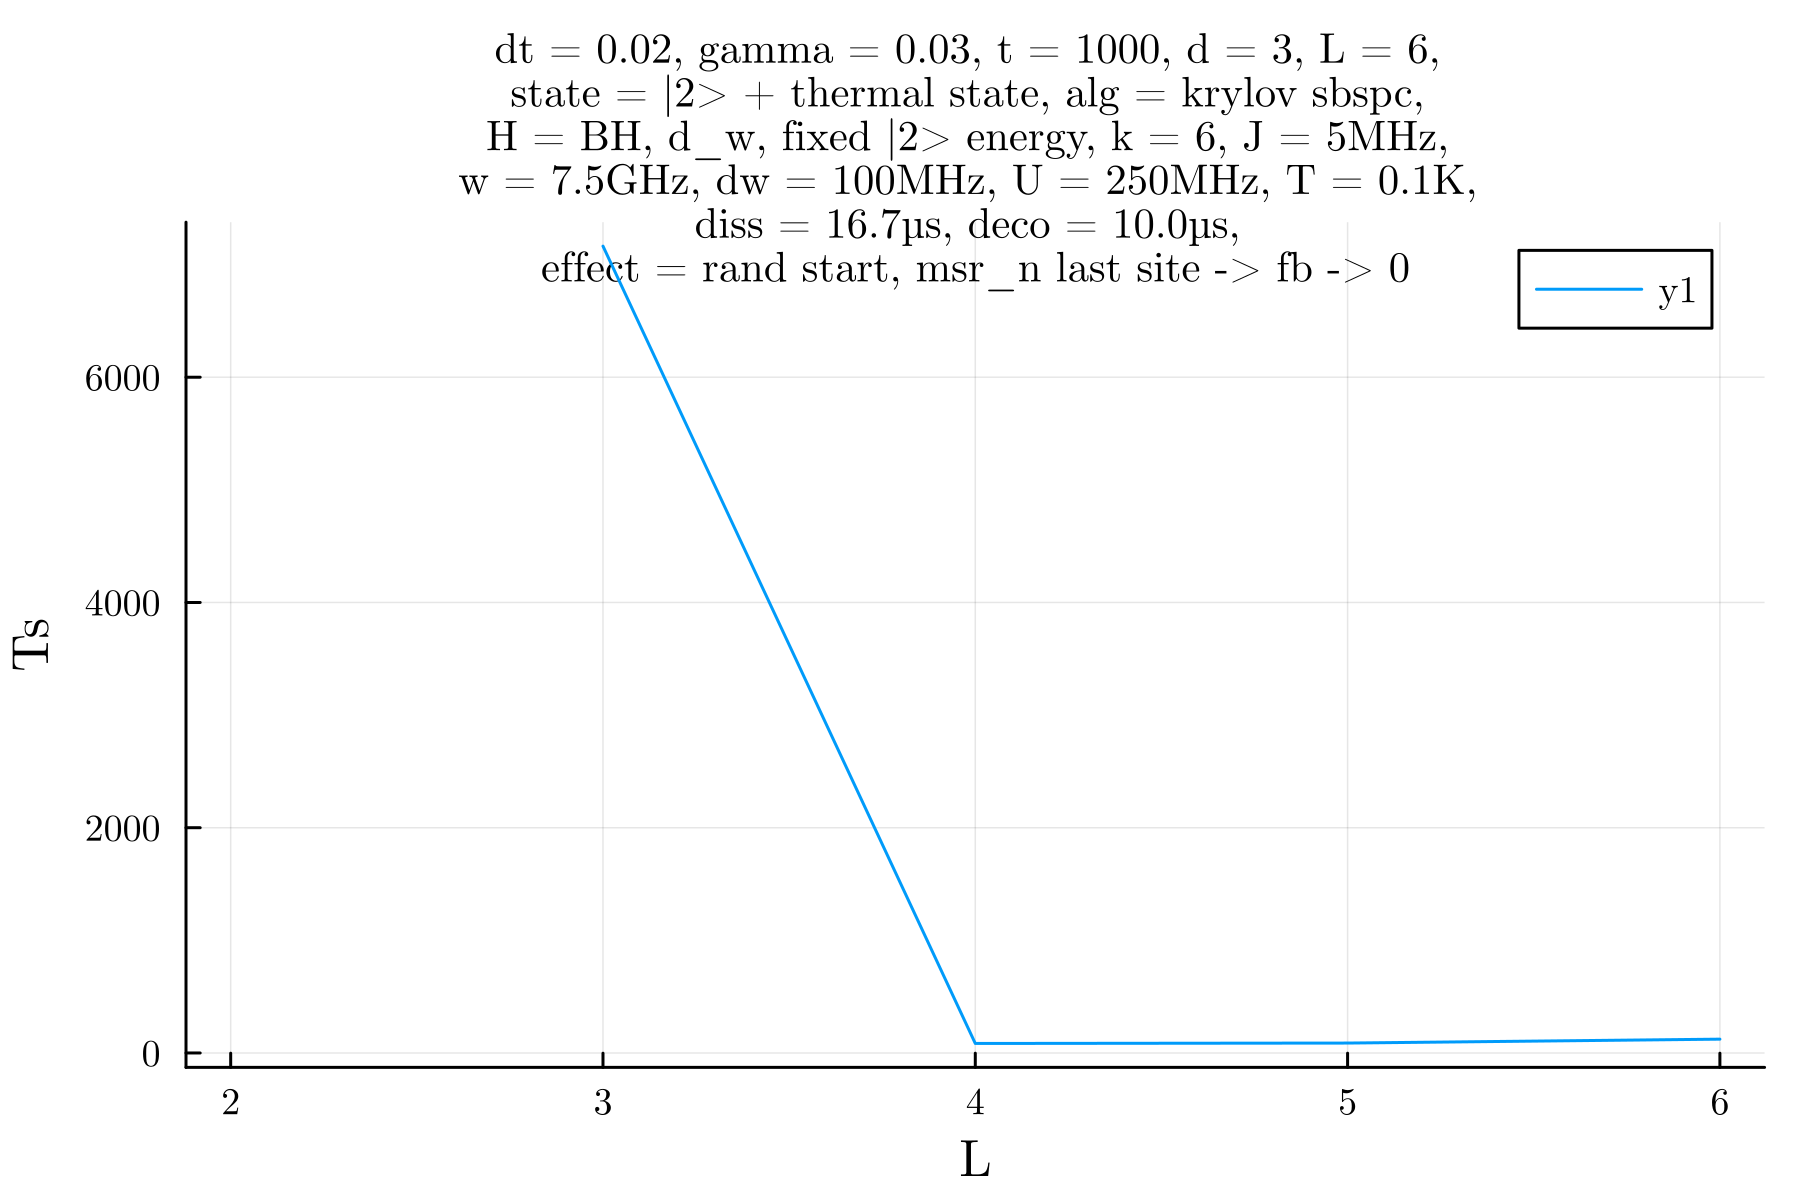 dt = 0.02, gamma = 0.03, t = 1000, d = 3, L = 6,
state = |2> + thermal state, alg = krylov sbspc,
H = BH, d_w, fixed |2> energy, k = 6, J = 5MHz,
w = 7.5GHz, dw = 100MHz, U = 250MHz, T = 0.1K,
diss = 16.7µs, deco = 10.0µs,
effect = rand start, msr_n last site -> fb -> 0
y1
6000
4000
2000
0
Ts
2 3 4 5 6
L